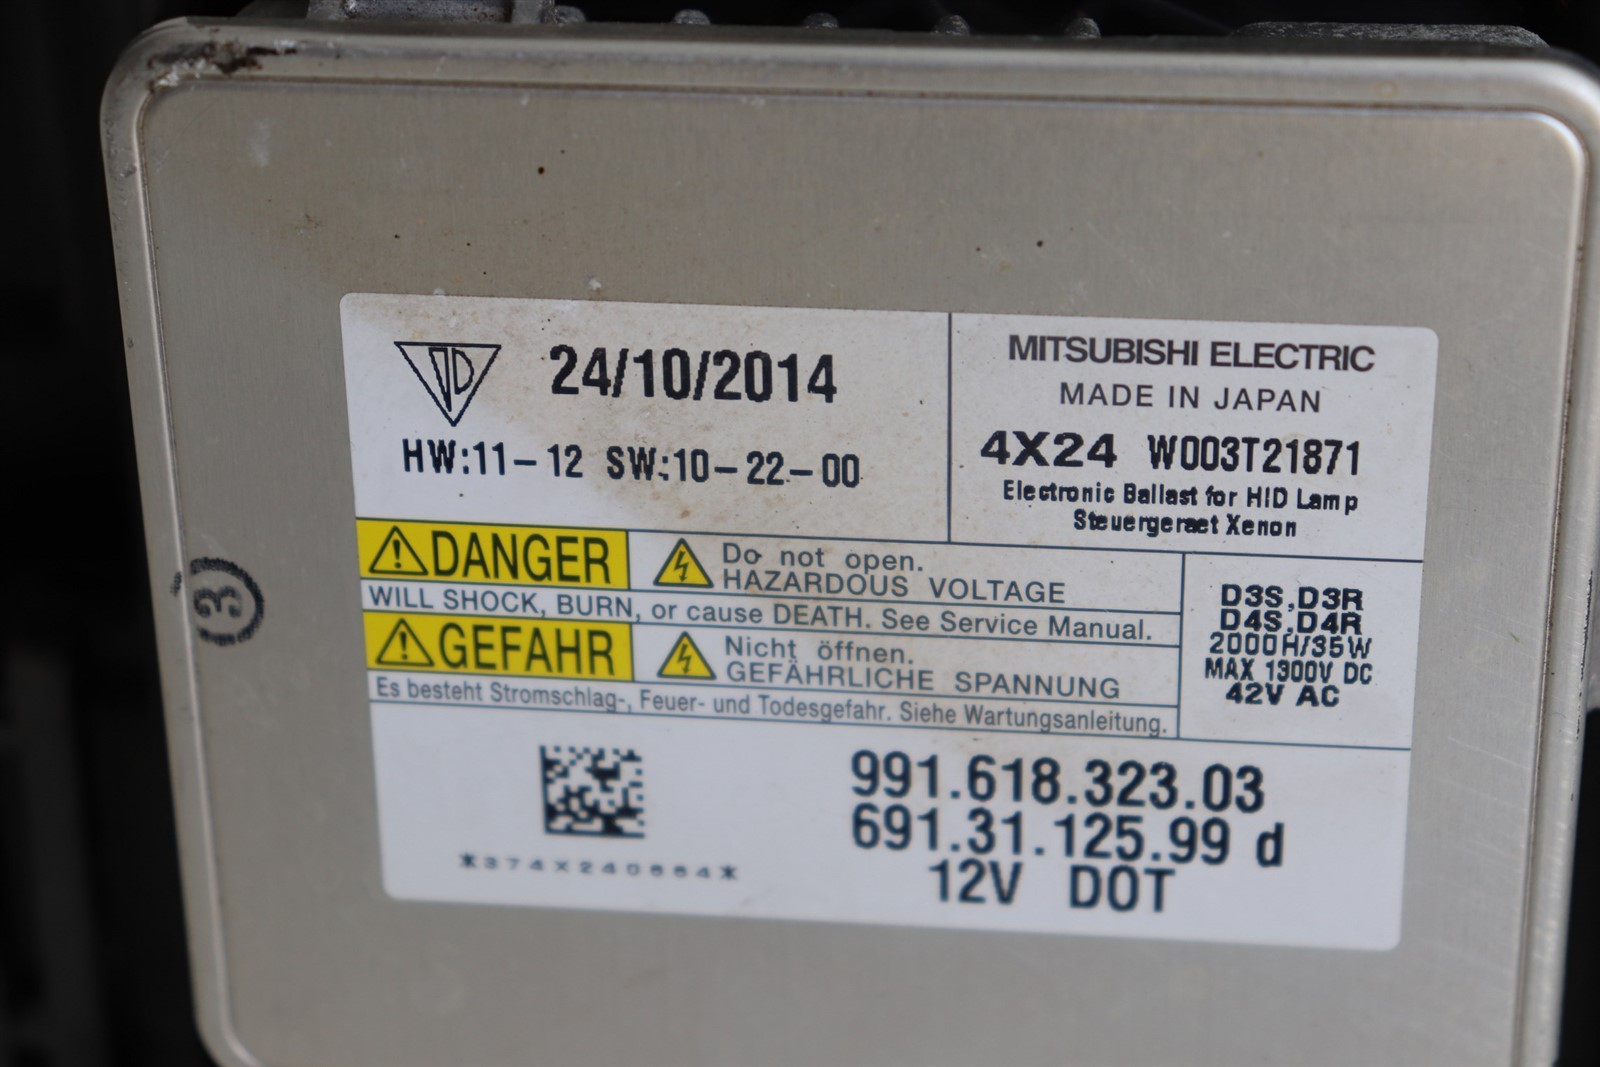 24/10/2014
HW:11-12 SW:10-22-00
MITSUBISHI ELECTRIC
MADE IN JAPAN
4X24 W003T21871
Electronic Ballast for HID Lamp
Steuergeraet Xenon
DANGER
Do not open.
HAZARDOUS VOLTAGE
WILL SHOCK, BURN, or cause DEATH. See Service Manual.
GEFAHR
Nicht öffnen.
GEFÄHRLICHE SPANNUNG
Es besteht Stromschlag-, Feuer- und Todesgefahr. Siehe Wartungsanleitung.
D3S,D3R
D4S,D4R
2000H/35W
MAX 1300V DC
42V AC
991.618.323.03
691.31.125.99 d
12V DOT
3